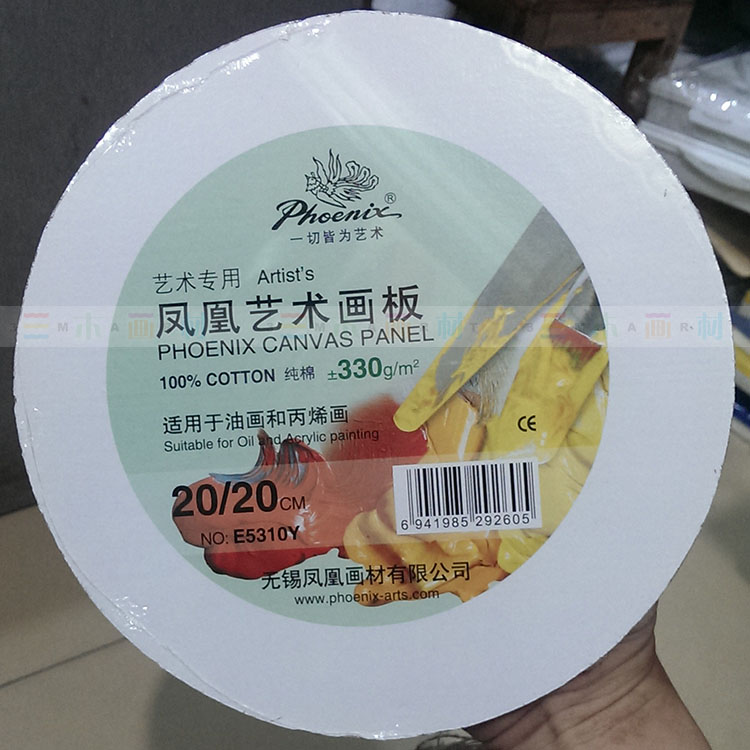 Phoenix®
一切皆为艺术
艺术专用 Artist's
凤凰艺术画板
PHOENIX CANVAS PANEL
100% COTTON 纯棉 ±330g/m²
适用于油画和丙烯画
Suitable for Oil and Acrylic painting
CE
20/20CM
NO: E5310Y
6 941985 292605
无锡凤凰画材有限公司
www.phoenix-arts.com